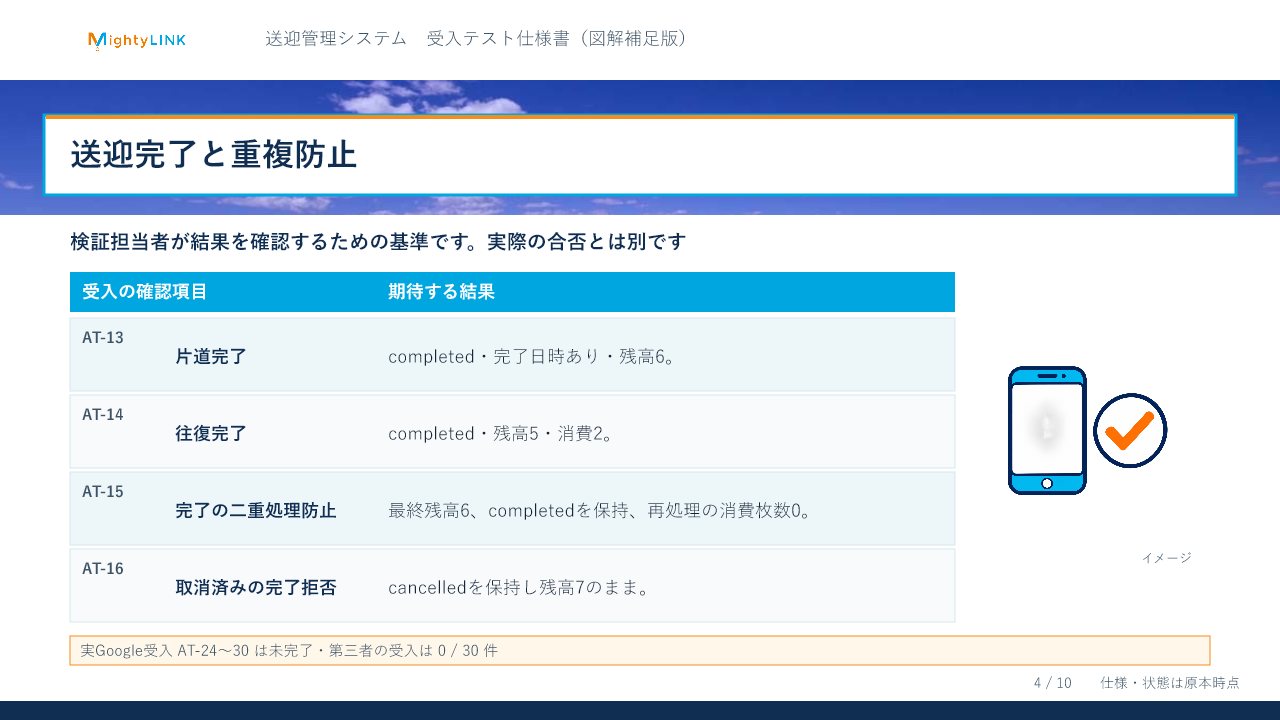 MightyLINK
送迎管理システム　受入テスト仕様書（図解補足版）
送迎完了と重複防止
検証担当者が結果を確認するための基準です。実際の合否とは別です
受入の確認項目　期待する結果
AT-13
片道完了　completed・完了日時あり・残高6。
AT-14
往復完了　completed・残高5・消費2。
AT-15
完了の二重処理防止　最終残高6、completedを保持、再処理の消費枚数0。
AT-16
取消済みの完了拒否　cancelledを保持し残高7のまま。
イメージ
実Google受入 AT-24〜30 は未完了・第三者の受入は 0 / 30 件
4 / 10　仕様・状態は原本時点